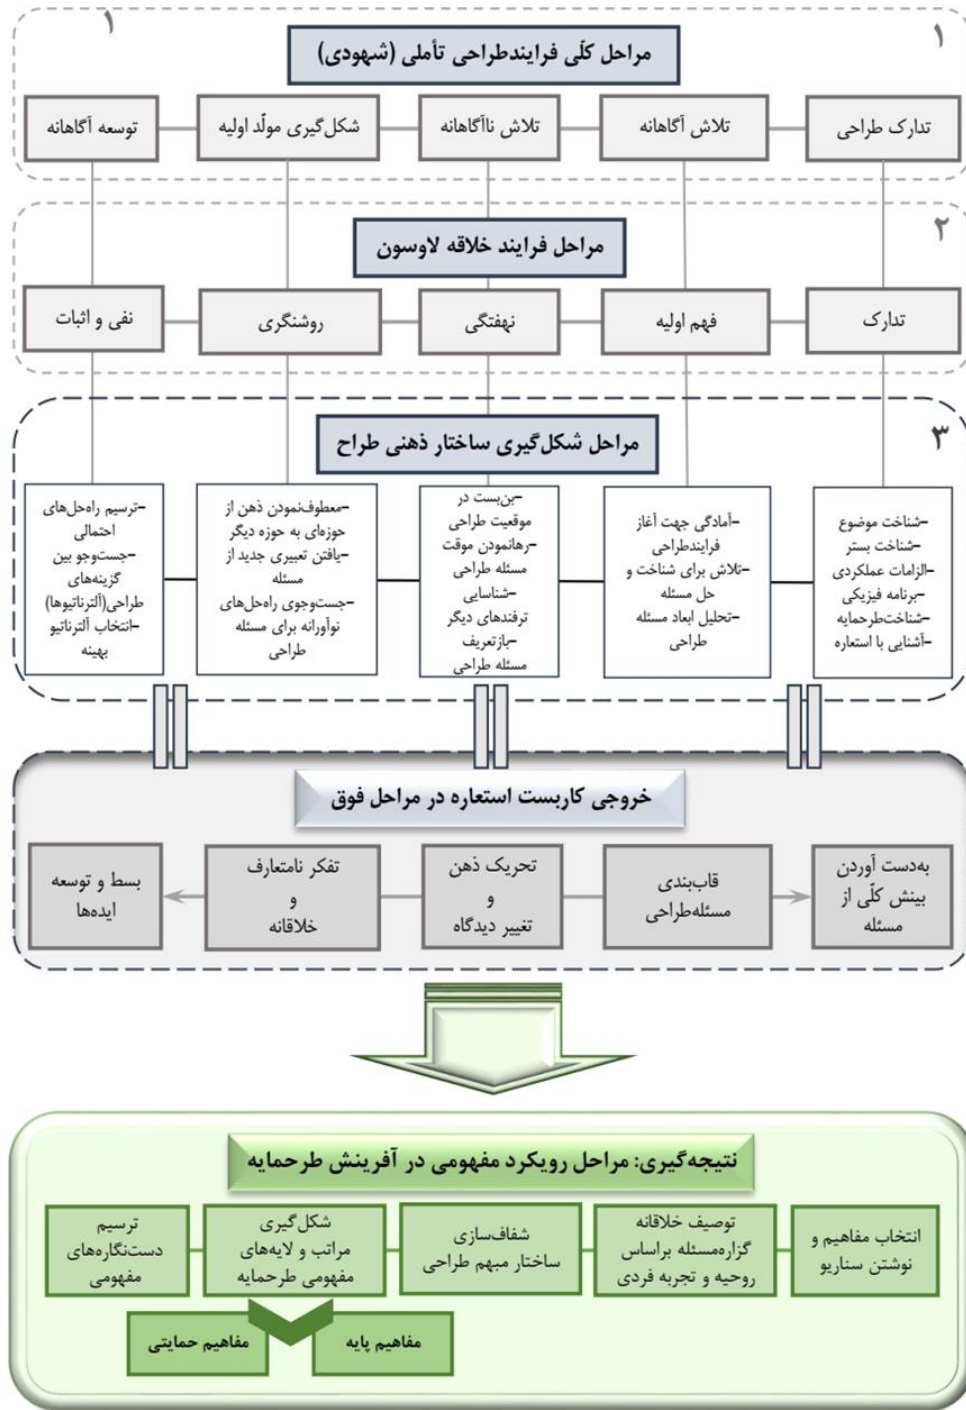 ۱
۱
مراحل کلّی فرایندطراحی تأملی (شهودی)
تدارک طراحی
تلاش آگاهانه
تلاش ناآگاهانه
شکل‌گیری مولّد اولیه
توسعه آگاهانه
۲
مراحل فرایند خلاقه لاوسون
تدارک
فهم اولیه
نهفتگی
روشنگری
نفی و اثبات
۳
مراحل شکل‌گیری ساختار ذهنی طراح
-شناخت موضوع
-شناخت بستر
-الزامات عملکردی
-برنامه فیزیکی
-شناخت‌طرحمایه
-آشنایی با استعاره
-آمادگی جهت آغاز
فرایندطراحی
-تلاش برای شناخت و
حل مسئله
-تحلیل ابعاد مسئله
طراحی
-بن‌بست در
موقعیت طراحی
-رهانمودن موقت
مسئله طراحی
-شناسایی
ترفندهای دیگر
-بازتعریف
مسئله طراحی
-معطوف‌نمودن ذهن از
حوزه‌ای به حوزه دیگر
-یافتن تعبیری جدید از
مسئله
-جست‌وجوی راه‌حل‌های
نوآورانه برای مسئله
طراحی
-ترسیم راه‌حل‌های
احتمالی
-جست‌وجو بین
گزینه‌های
طراحی(آلترناتیوها)
-انتخاب آلترناتیو
بهینه
خروجی کاربست استعاره در مراحل فوق
به‌دست آوردن
بینش کلّی از
مسئله
قاب‌بندی
مسئله‌طراحی
تحریک ذهن
و
تغییر دیدگاه
تفکر نامتعارف
و
خلاقانه
بسط و توسعه
ایده‌ها
نتیجه‌گیری: مراحل رویکرد مفهومی در آفرینش طرحمایه
انتخاب مفاهیم و
نوشتن سناریو
توصیف خلاقانه
گزاره‌مسئله براساس
روحیه و تجربه فردی
شفاف‌سازی
ساختار مبهم طراحی
شکل‌گیری
مراتب و لایه‌های
مفهومی طرحمایه
ترسیم
دست‌نگاره‌های
مفهومی
مفاهیم پایه
مفاهیم حمایتی